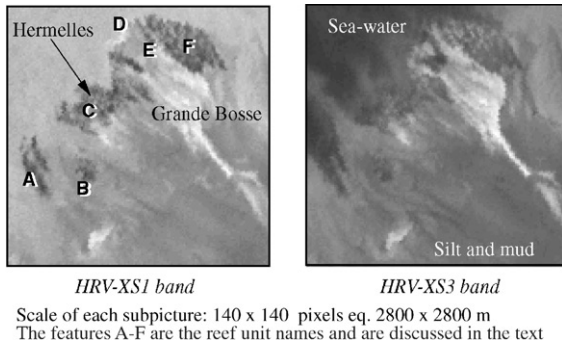 Hermelles
D
E
F
C
Grande Bosse
A
B
Sea-water
Silt and mud
HRV-XS1 band
HRV-XS3 band
Scale of each subpicture: 140 x 140 pixels eq. 2800 x 2800 m
The features A-F are the reef unit names and are discussed in the text